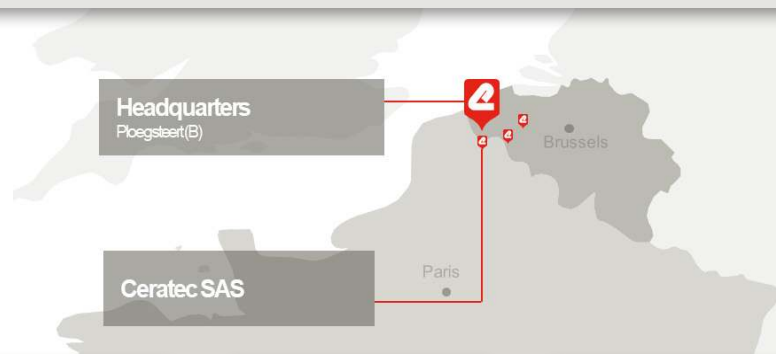 Headquarters
Ploegsteert(B)
Brussels
Paris
Ceratec SAS